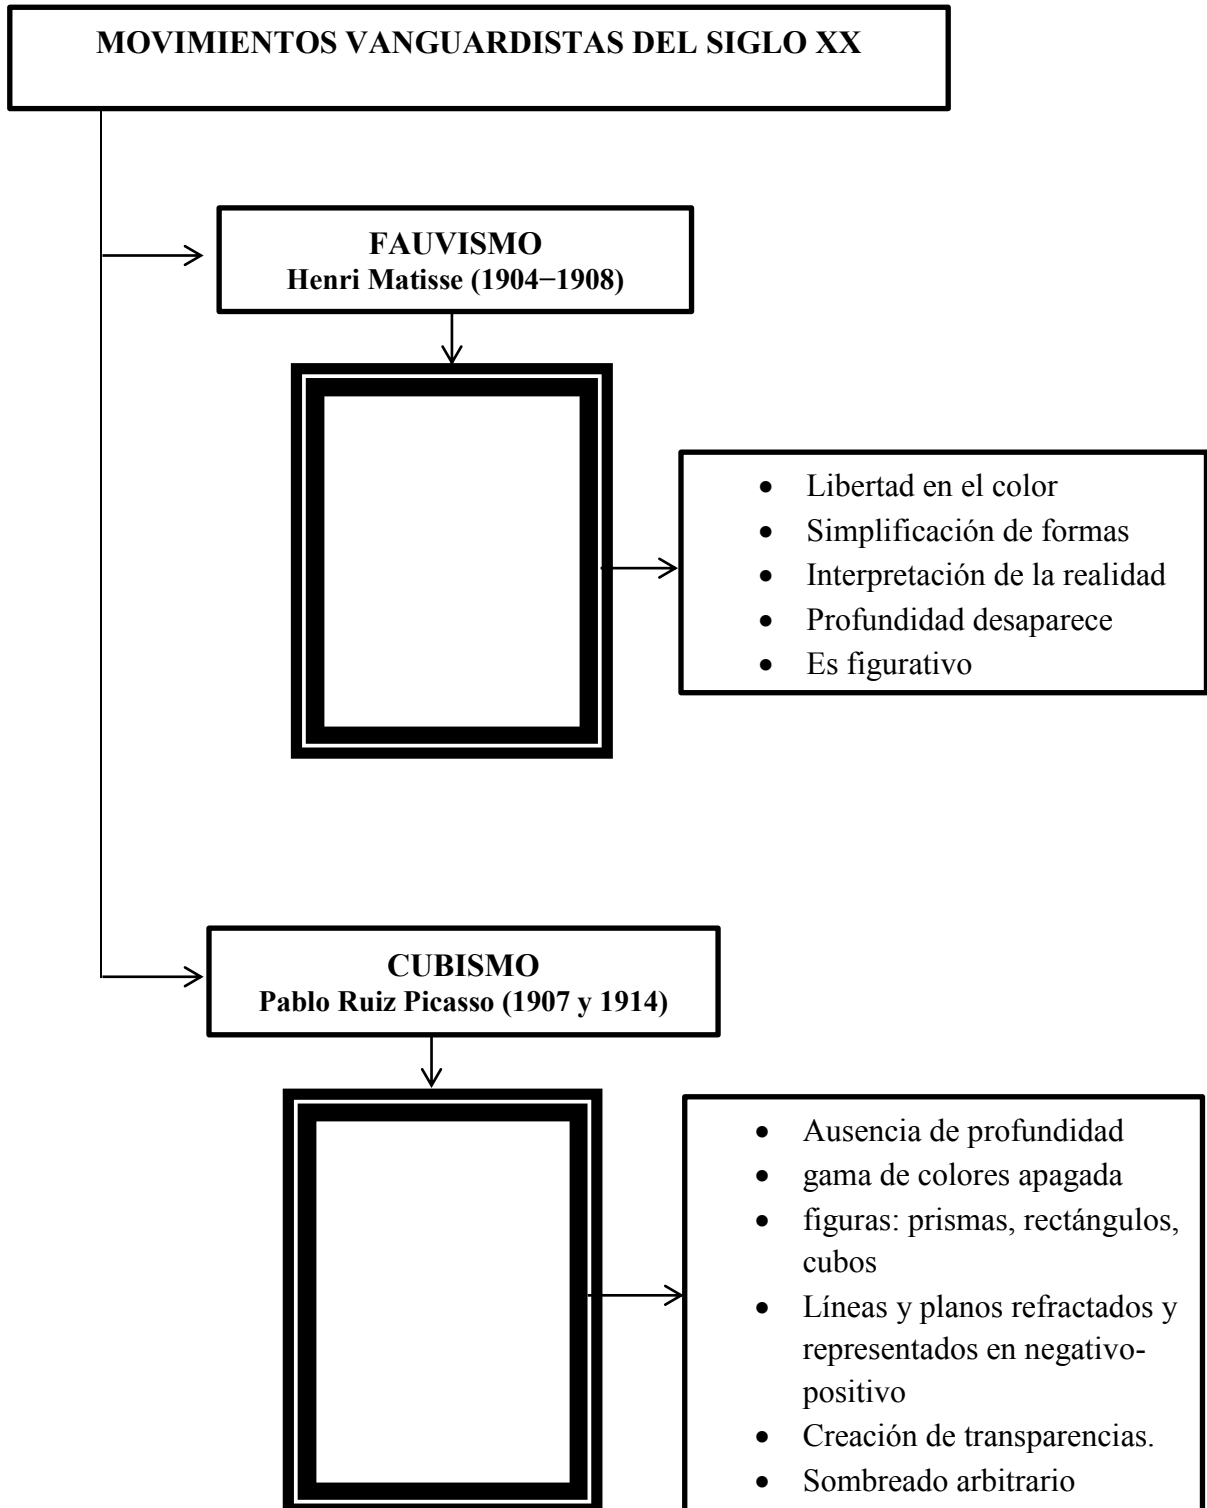 MOVIMIENTOS VANGUARDISTAS DEL SIGLO XX
FAUVISMO
Henri Matisse (1904−1908)
• Libertad en el color
• Simplificación de formas
• Interpretación de la realidad
• Profundidad desaparece
• Es figurativo
CUBISMO
Pablo Ruiz Picasso (1907 y 1914)
• Ausencia de profundidad
• gama de colores apagada
• figuras: prismas, rectángulos,
cubos
• Líneas y planos refractados y
representados en negativo-
positivo
• Creación de transparencias.
• Sombreado arbitrario